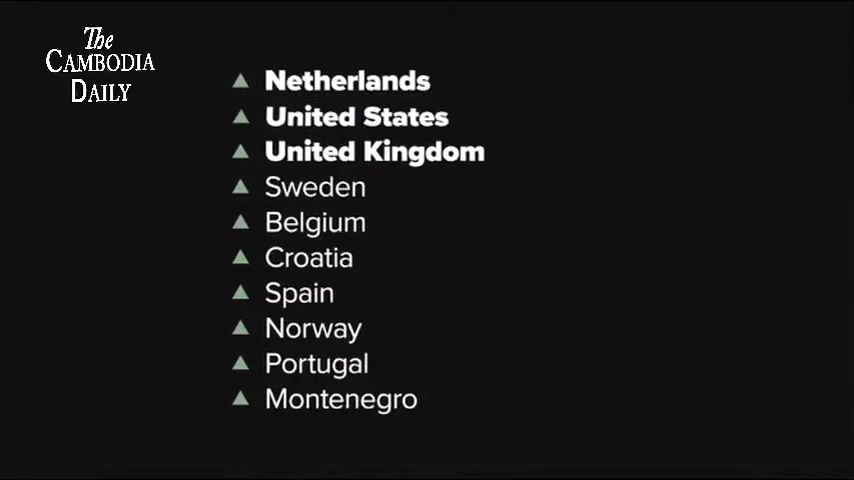 The
CAMBODIA
DAILY
Netherlands
United States
United Kingdom
Sweden
Belgium
Croatia
Spain
Norway
Portugal
Montenegro